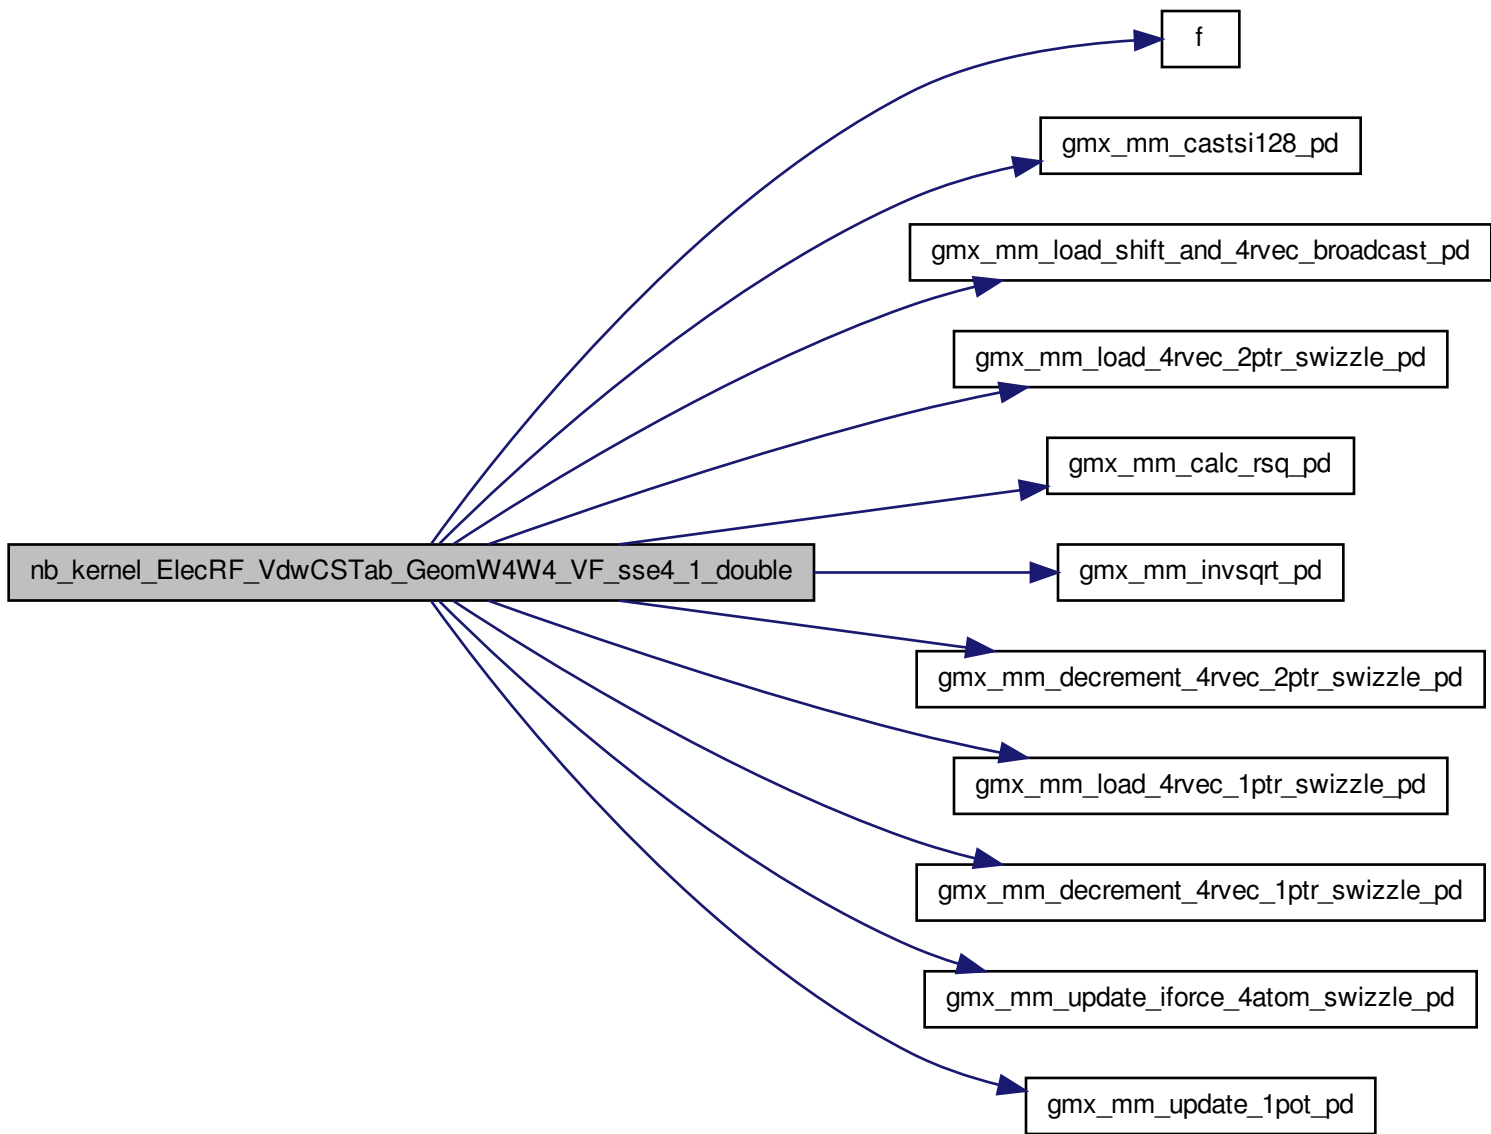 f
gmx_mm_castsi128_pd
gmx_mm_load_shift_and_4rvec_broadcast_pd
gmx_mm_load_4rvec_2ptr_swizzle_pd
gmx_mm_calc_rsq_pd
nb_kernel_ElecRF_VdwCSTab_GeomW4W4_VF_sse4_1_double
gmx_mm_invsqrt_pd
gmx_mm_decrement_4rvec_2ptr_swizzle_pd
gmx_mm_load_4rvec_1ptr_swizzle_pd
gmx_mm_decrement_4rvec_1ptr_swizzle_pd
gmx_mm_update_iforce_4atom_swizzle_pd
gmx_mm_update_1pot_pd